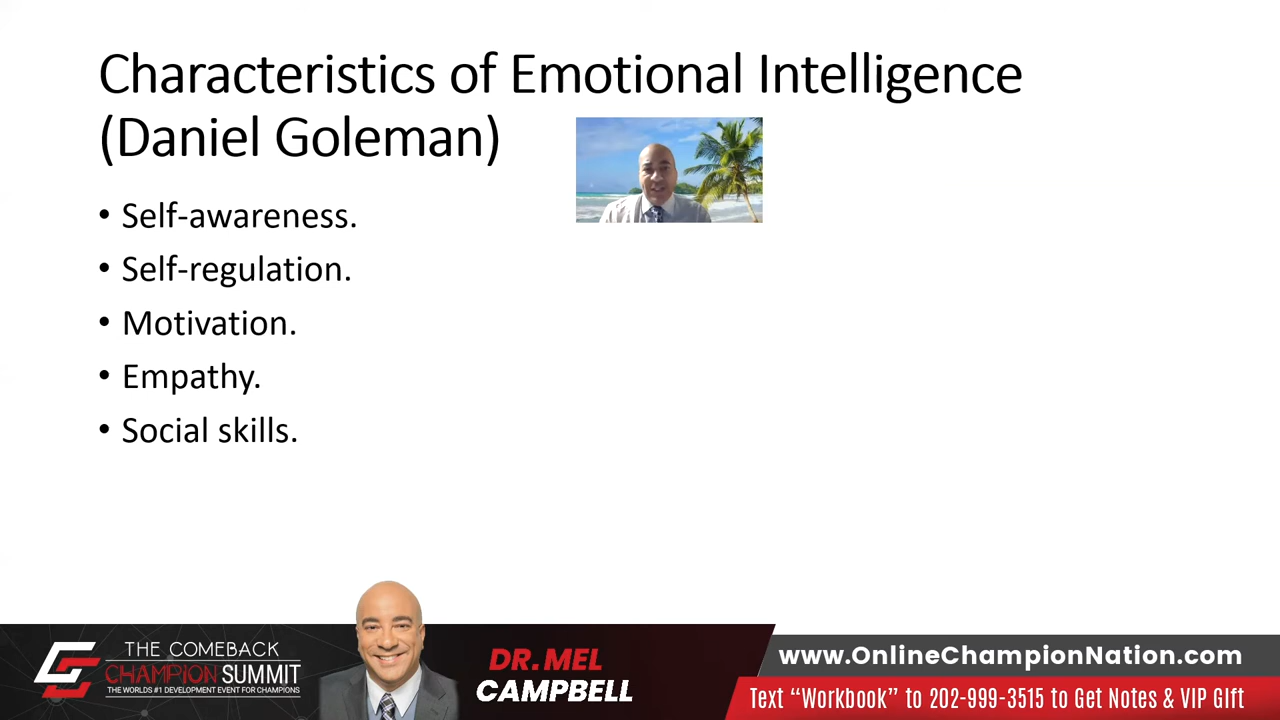 Characteristics of Emotional Intelligence
(Daniel Goleman)
• Self-awareness.
• Self-regulation.
• Motivation.
• Empathy.
• Social skills.
THE COMEBACK
CHAMPION SUMMIT
THE WORLDS #1 DEVELOPMENT EVENT FOR CHAMPIONS
DR. MEL
CAMPBELL
www.OnlineChampionNation.com
Text “Workbook” to 202-999-3515 to Get Notes & VIP GIft